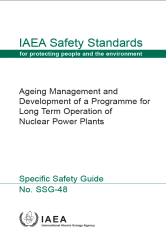 IAEA Safety Standards
for protecting people and the environment
Ageing Management and
Development of a Programme for
Long Term Operation of
Nuclear Power Plants
Specific Safety Guide
No. SSG-48
IAEA
International Atomic Energy Agency